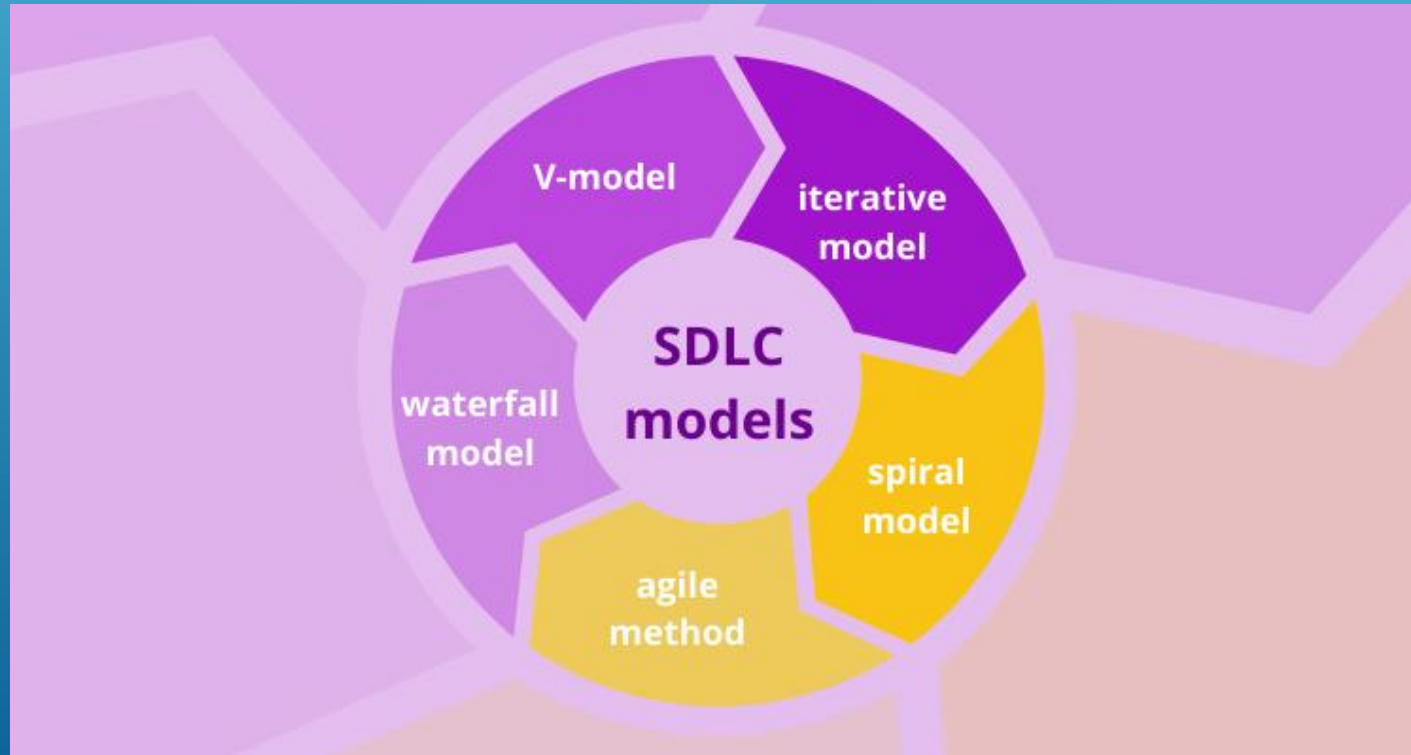 V-model
iterative
model
SDLC
models
waterfall
model
spiral
model
agile
method